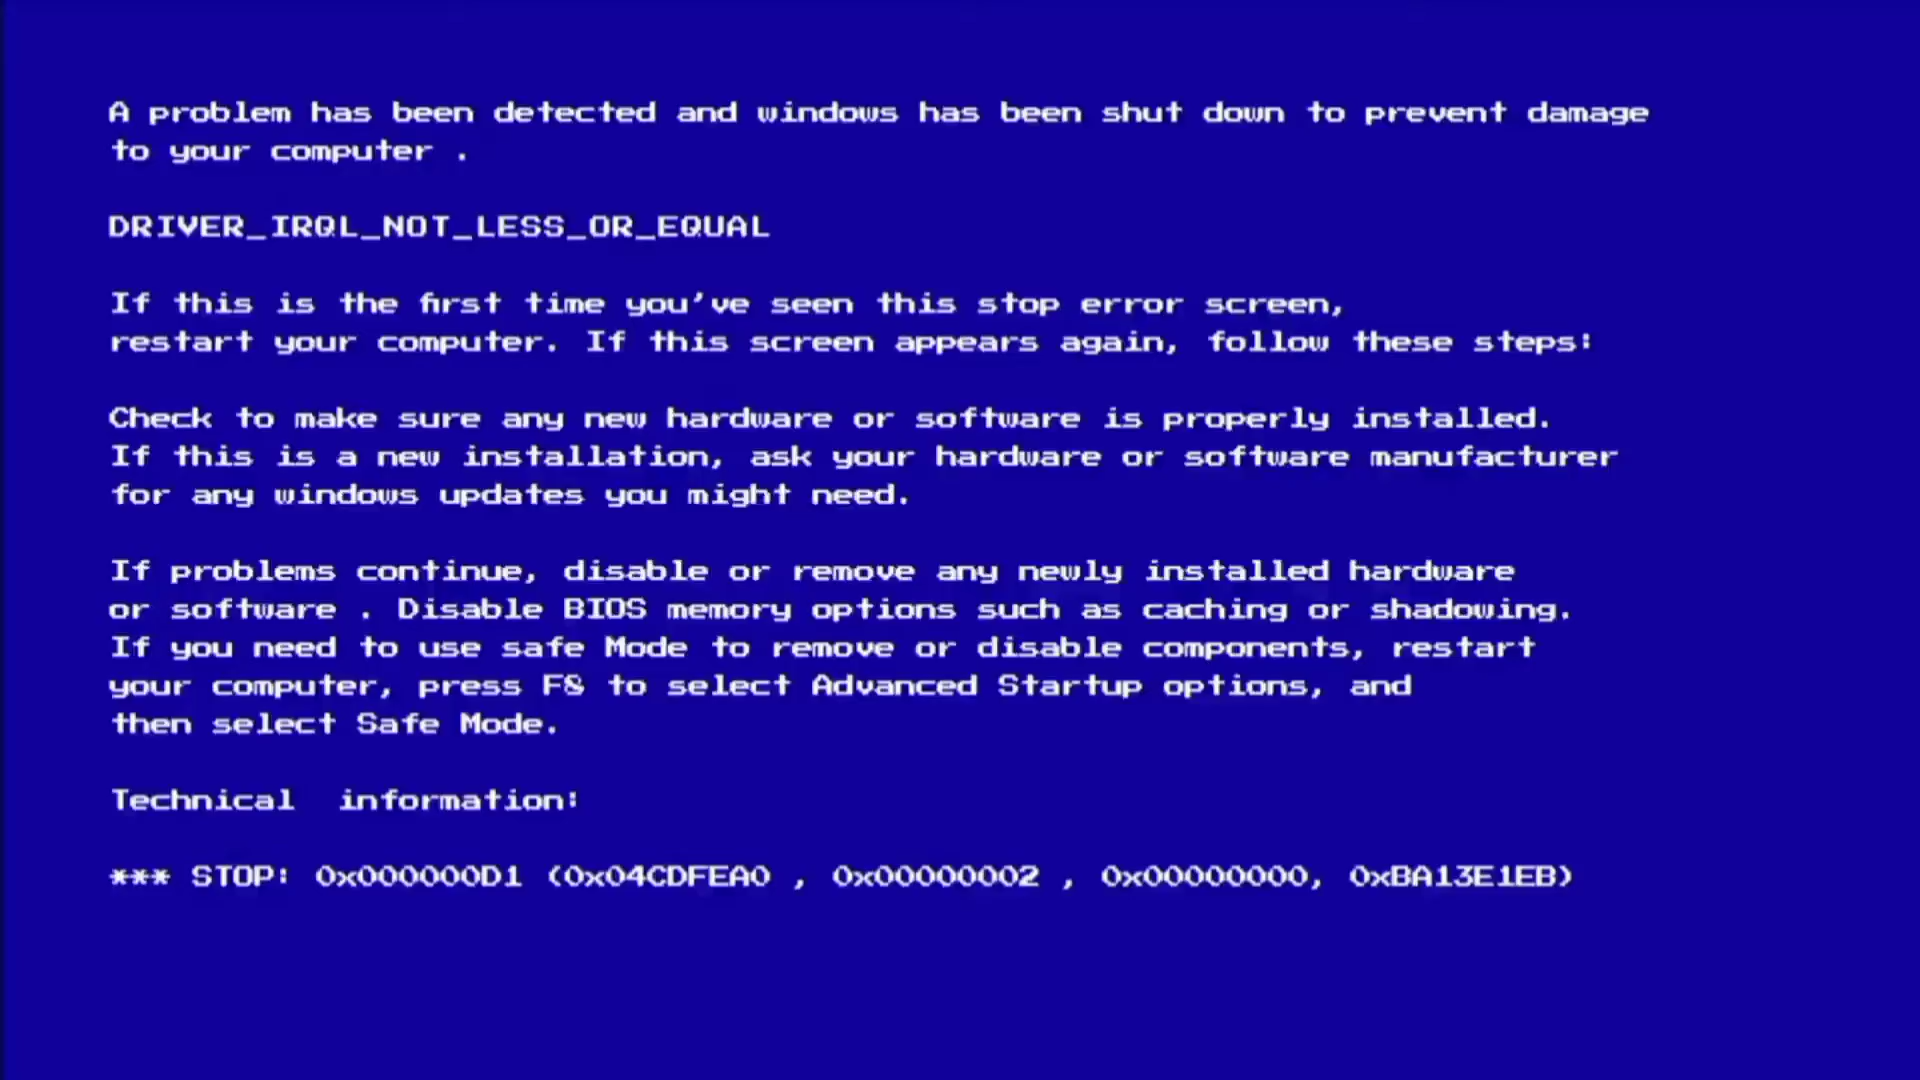 A problem has been detected and windows has been shut down to prevent damage
to your computer .
DRIVER_IRQL_NOT_LESS_OR_EQUAL
If this is the first time you've seen this stop error screen,
restart your computer. If this screen appears again, follow these steps:
Check to make sure any new hardware or software is properly installed.
If this is a new installation, ask your hardware or software manufacturer
for any windows updates you might need.
If problems continue, disable or remove any newly installed hardware
or software . Disable BIOS memory options such as caching or shadowing.
If you need to use safe Mode to remove or disable components, restart
your computer, press F& to select Advanced Startup options, and
then select Safe Mode.
Technical  information:
*** STOP: 0x000000D1 (0x04CDFEA0 , 0x00000002 , 0x00000000, 0xBA13E1EB)